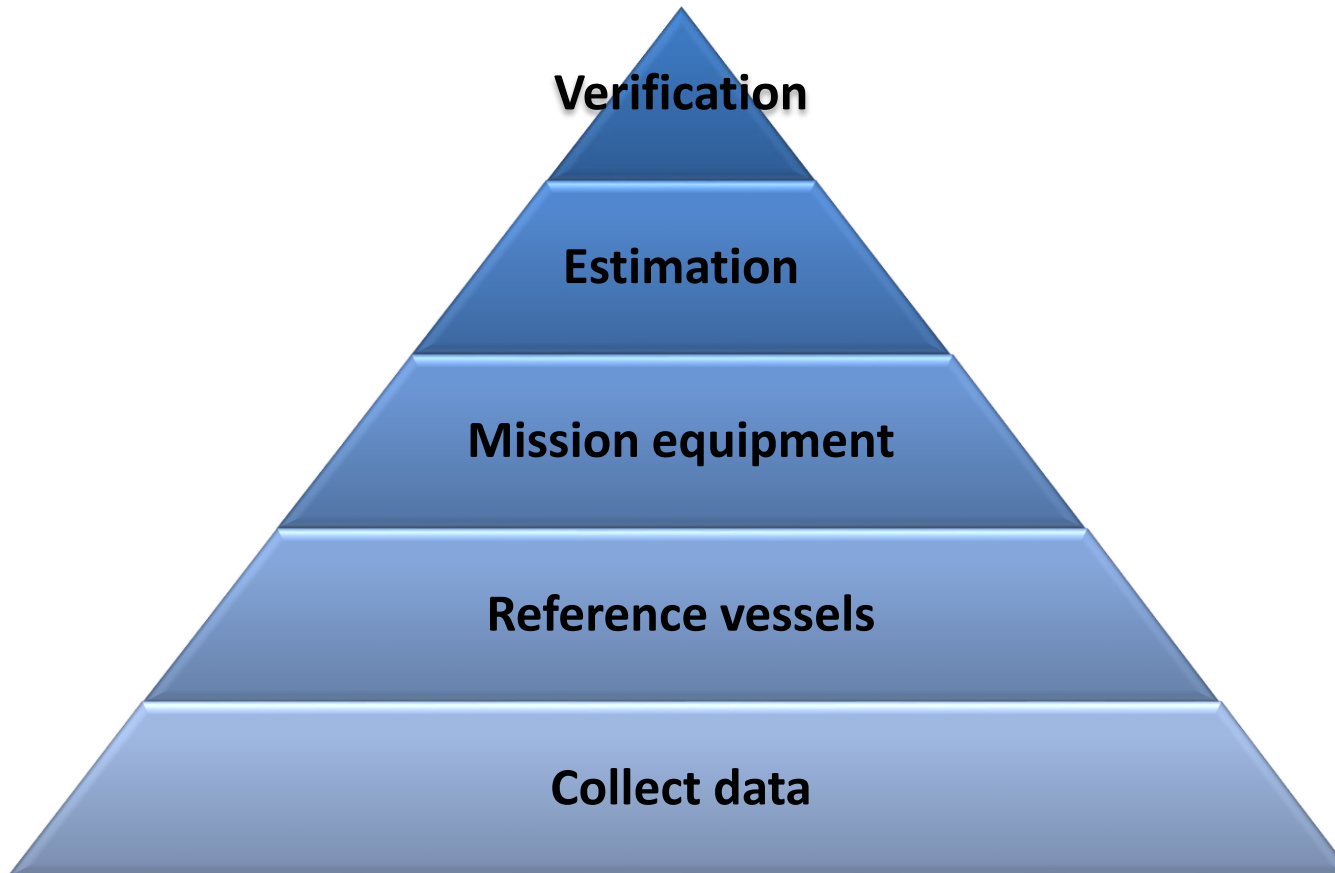 Verification
Estimation
Mission equipment
Reference vessels
Collect data